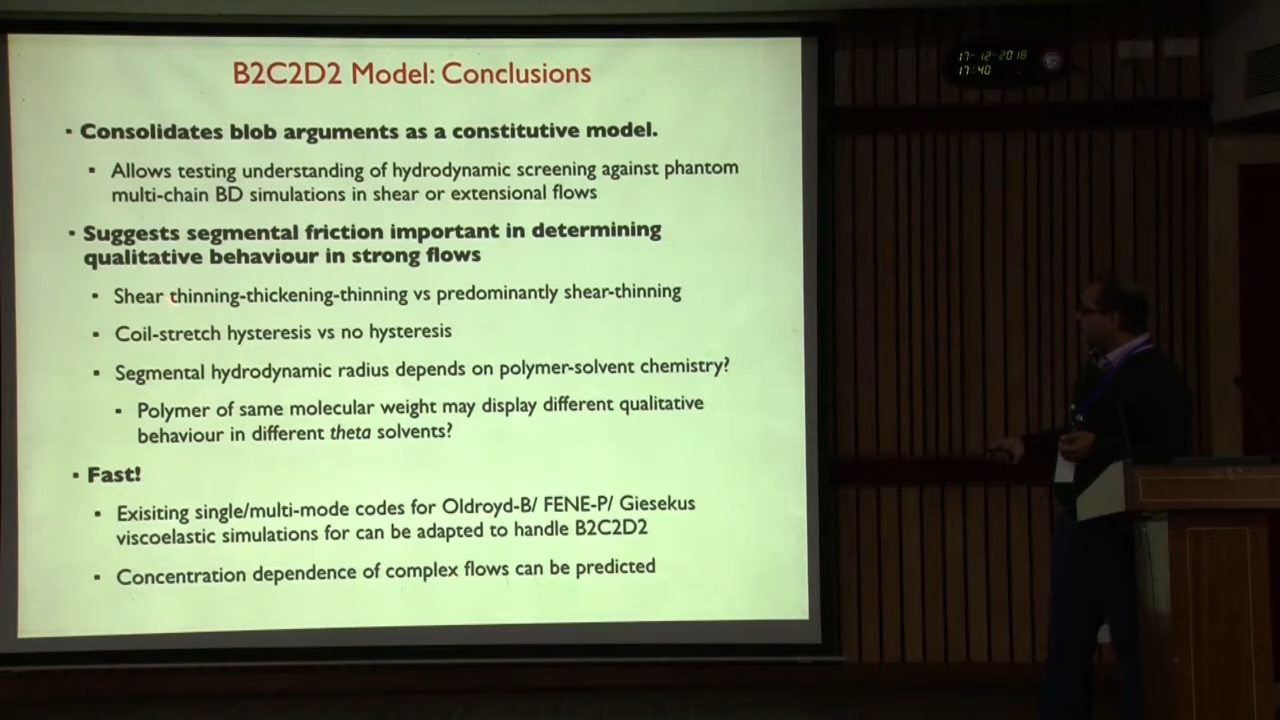 B2C2D2 Model: Conclusions
▪ Consolidates blob arguments as a constitutive model.
▪ Allows testing understanding of hydrodynamic screening against phantom
multi-chain BD simulations in shear or extensional flows
▪ Suggests segmental friction important in determining
qualitative behaviour in strong flows
▪ Shear thinning-thickening-thinning vs predominantly shear-thinning
▪ Coil-stretch hysteresis vs no hysteresis
▪ Segmental hydrodynamic radius depends on polymer-solvent chemistry?
▪ Polymer of same molecular weight may display different qualitative
behaviour in different theta solvents?
▪ Fast!
▪ Exisiting single/multi-mode codes for Oldroyd-B/ FENE-P/ Giesekus
viscoelastic simulations for can be adapted to handle B2C2D2
▪ Concentration dependence of complex flows can be predicted
17-12-2018
17:40